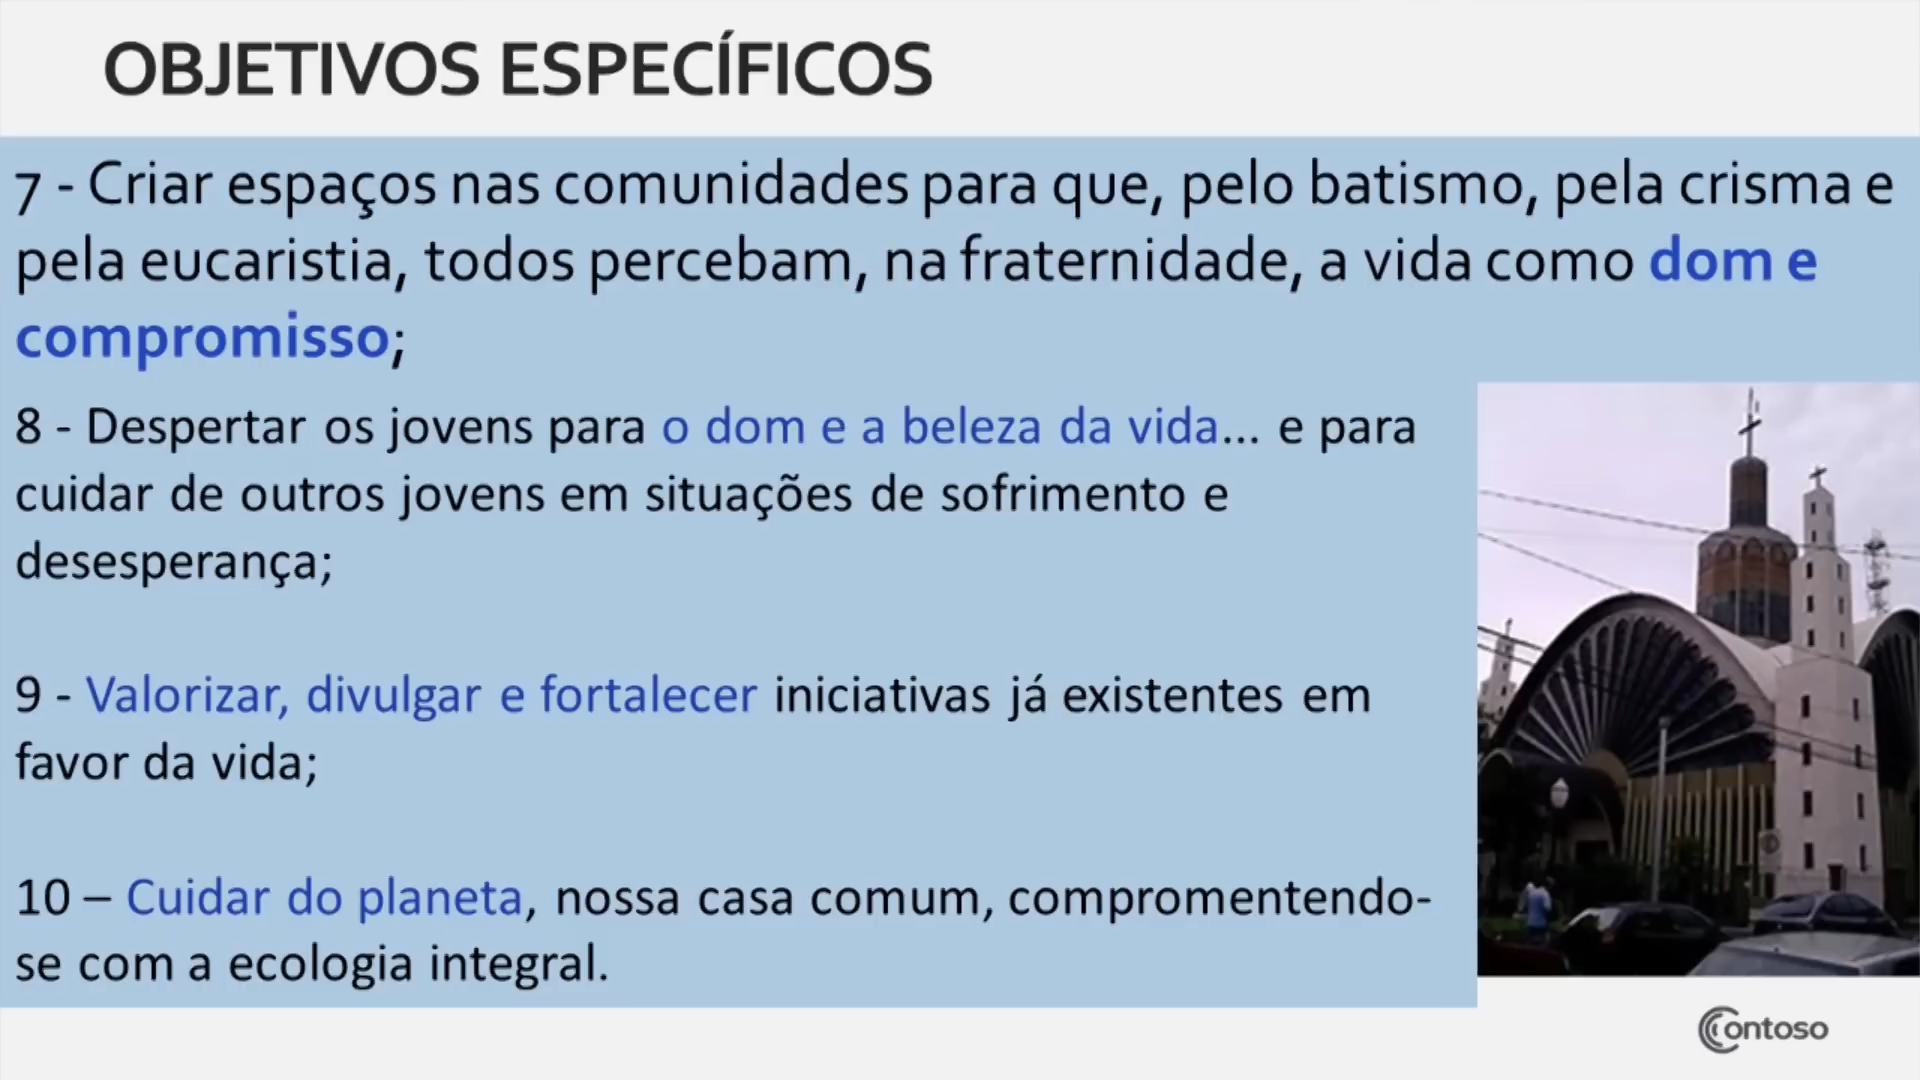 OBJETIVOS ESPECÍFICOS
7 - Criar espaços nas comunidades para que, pelo batismo, pela crisma e
pela eucaristia, todos percebam, na fraternidade, a vida como dom e
compromisso;
8 - Despertar os jovens para o dom e a beleza da vida... e para
cuidar de outros jovens em situações de sofrimento e
desesperança;
9 - Valorizar, divulgar e fortalecer iniciativas já existentes em
favor da vida;
10 – Cuidar do planeta, nossa casa comum, compromentendo-
se com a ecologia integral.
Contoso